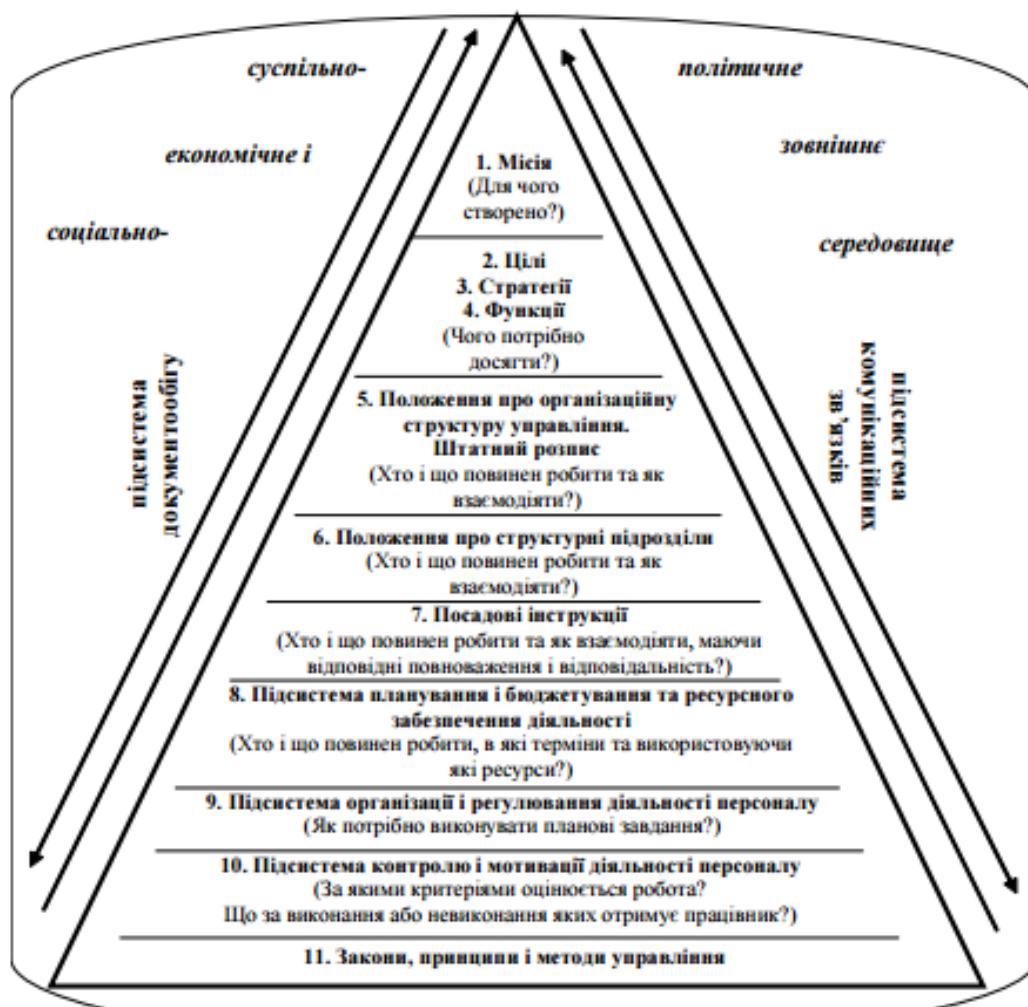 суспільно-
політичне
економічне і
зовнішнє
соціально-
середовище
підсистема
документообігу
підсистема
комунікаційних
зв'язків
1. Місія
(Для чого
створено?)
2. Цілі
3. Стратегії
4. Функції
(Чого потрібно
досягти?)
5. Положення про організаційну
структуру управління.
Штатний розпис
(Хто і що повинен робити та як
взаємодіяти?)
6. Положення про структурні підрозділи
(Хто і що повинен робити та як
взаємодіяти?)
7. Посадові інструкції
(Хто і що повинен робити та як взаємодіяти, маючи
відповідні повноваження і відповідальність?)
8. Підсистема планування і бюджетування та ресурсного
забезпечення діяльності
(Хто і що повинен робити, в які терміни та використовуючи
які ресурси?)
9. Підсистема організації і регулювання діяльності персоналу
(Як потрібно виконувати планові завдання?)
10. Підсистема контролю і мотивації діяльності персоналу
(За якими критеріями оцінюється робота?
Що за виконання або невиконання яких отримує працівник?)
11. Закони, принципи і методи управління